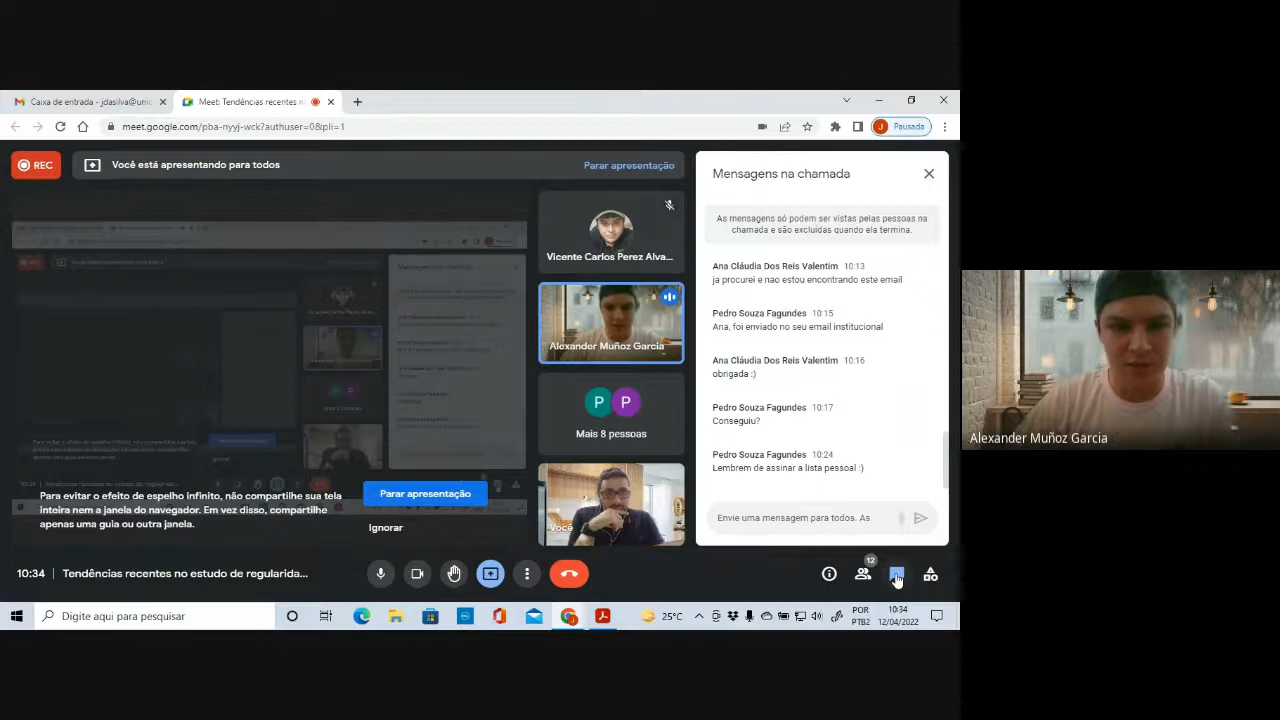 Caixa de entrada - jdasilva@unic
Meet: Tendências recentes n
meet.google.com/pba-nyyj-wck?authuser=0&pli=1
J
Pausada
REC
Você está apresentando para todos
Parar apresentação
Vicente Carlos Perez Alva...
Alexander Muñoz Garcia
P P
Mais 8 pessoas
Você
Para evitar o efeito de espelho infinito, não compartilhe sua tela
inteira nem a janela do navegador. Em vez disso, compartilhe
apenas uma guia ou outra janela.
Parar apresentação
Ignorar
Mensagens na chamada
As mensagens só podem ser vistas pelas pessoas na
chamada e são excluídas quando ela termina.
Ana Cláudia Dos Reis Valentim 10:13
ja procurei e nao estou encontrando este email
Pedro Souza Fagundes 10:15
Ana, foi enviado no seu email institucional
Ana Cláudia Dos Reis Valentim 10:16
obrigada :)
Pedro Souza Fagundes 10:17
Conseguiu?
Pedro Souza Fagundes 10:24
Lembrem de assinar a lista pessoal :)
Envie uma mensagem para todos. As
10:34
Tendências recentes no estudo de regularida...
12
Digite aqui para pesquisar
25°C
POR
PTB2
10:34
12/04/2022
Alexander Muñoz Garcia